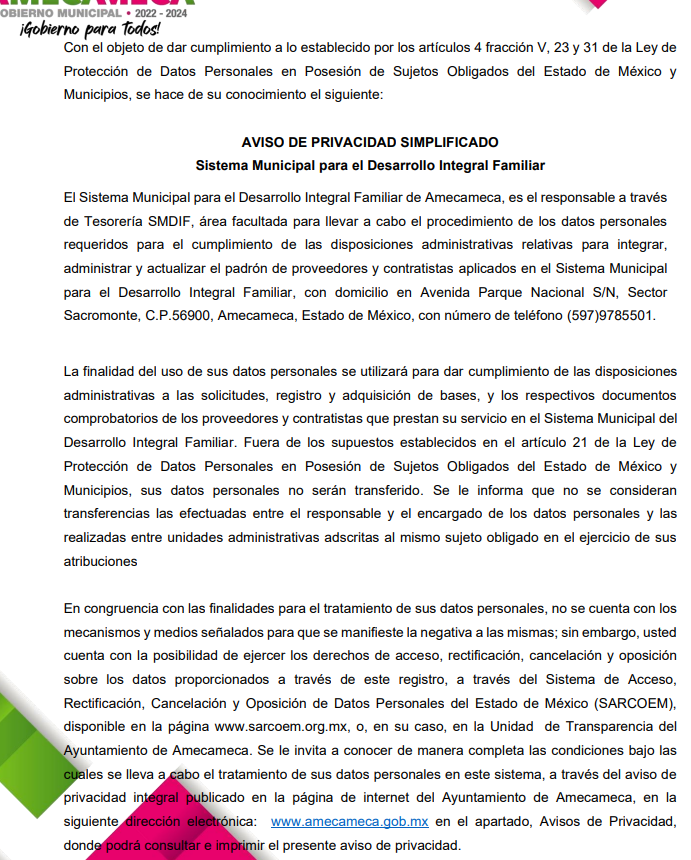 AMECAMECA
GOBIERNO MUNICIPAL • 2022 - 2024
¡Gobierno para Todos!
Con el objeto de dar cumplimiento a lo establecido por los artículos 4 fracción V, 23 y 31 de la Ley de
Protección de Datos Personales en Posesión de Sujetos Obligados del Estado de México y
Municipios, se hace de su conocimiento el siguiente:
AVISO DE PRIVACIDAD SIMPLIFICADO
Sistema Municipal para el Desarrollo Integral Familiar
El Sistema Municipal para el Desarrollo Integral Familiar de Amecameca, es el responsable a través
de Tesorería SMDIF, área facultada para llevar a cabo el procedimiento de los datos personales
requeridos para el cumplimiento de las disposiciones administrativas relativas para integrar,
administrar y actualizar el padrón de proveedores y contratistas aplicados en el Sistema Municipal
para el Desarrollo Integral Familiar, con domicilio en Avenida Parque Nacional S/N, Sector
Sacromonte, C.P.56900, Amecameca, Estado de México, con número de teléfono (597)9785501.
La finalidad del uso de sus datos personales se utilizará para dar cumplimiento de las disposiciones
administrativas a las solicitudes, registro y adquisición de bases, y los respectivos documentos
comprobatorios de los proveedores y contratistas que prestan su servicio en el Sistema Municipal del
Desarrollo Integral Familiar. Fuera de los supuestos establecidos en el artículo 21 de la Ley de
Protección de Datos Personales en Posesión de Sujetos Obligados del Estado de México y
Municipios, sus datos personales no serán transferido. Se le informa que no se consideran
transferencias las efectuadas entre el responsable y el encargado de los datos personales y las
realizadas entre unidades administrativas adscritas al mismo sujeto obligado en el ejercicio de sus
atribuciones
En congruencia con las finalidades para el tratamiento de sus datos personales, no se cuenta con los
mecanismos y medios señalados para que se manifieste la negativa a las mismas; sin embargo, usted
cuenta con la posibilidad de ejercer los derechos de acceso, rectificación, cancelación y oposición
sobre los datos proporcionados a través de este registro, a través del Sistema de Acceso,
Rectificación, Cancelación y Oposición de Datos Personales del Estado de México (SARCOEM),
disponible en la página www.sarcoem.org.mx, o, en su caso, en la Unidad de Transparencia del
Ayuntamiento de Amecameca. Se le invita a conocer de manera completa las condiciones bajo las
cuales se lleva a cabo el tratamiento de sus datos personales en este sistema, a través del aviso de
privacidad integral publicado en la página de internet del Ayuntamiento de Amecameca, en la
siguiente dirección electrónica: www.amecameca.gob.mx en el apartado, Avisos de Privacidad,
donde podrá consultar e imprimir el presente aviso de privacidad.